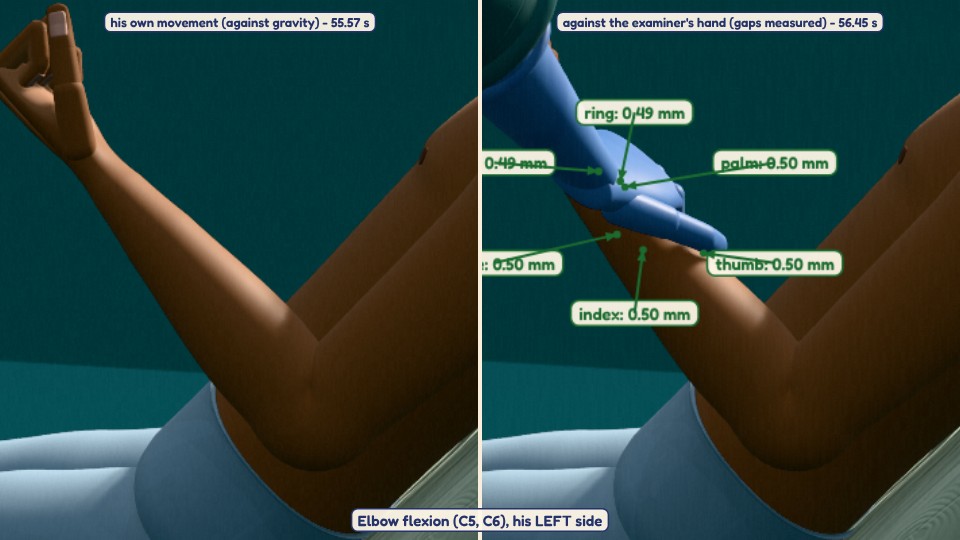 his own movement (against gravity) - 55.57 s
against the examiner's hand (gaps measured) - 56.45 s
ring: 0.49 mm
0.49 mm
palm: 0.50 mm
: 0.50 mm
thumb: 0.50 mm
index: 0.50 mm
Elbow flexion (C5, C6), his LEFT side